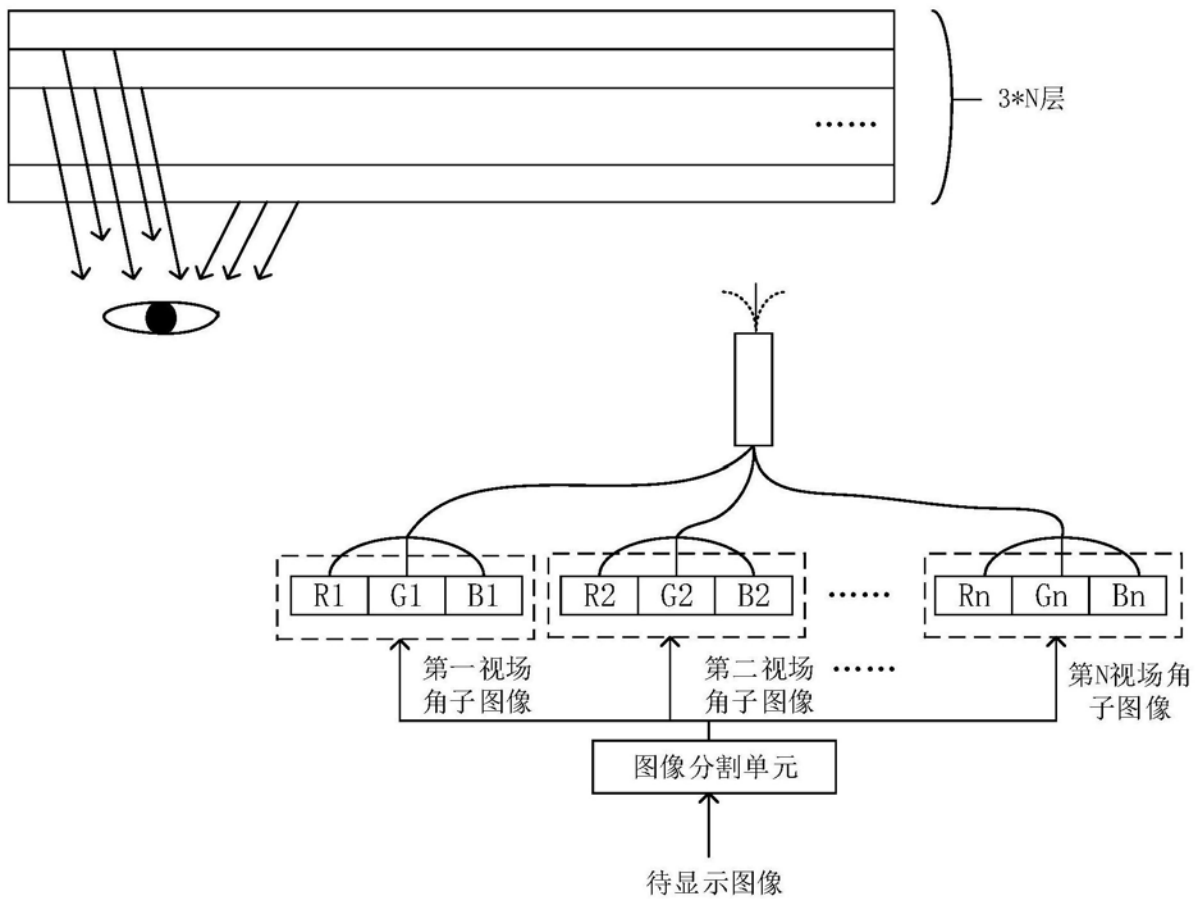 3*N层
……
R1 G1 B1
R2 G2 B2
……
Rn Gn Bn
第一视场
角子图像
第二视场
角子图像
……
第N视场角
子图像
图像分割单元
待显示图像